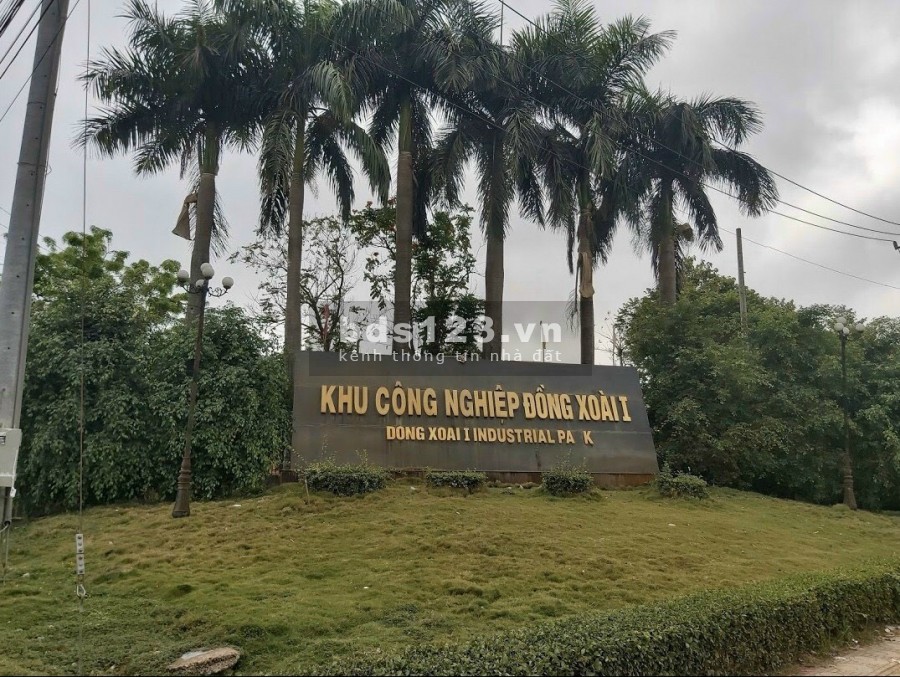 bds123.vn
kênh thông tin nhà đất
KHU CÔNG NGHIỆP ĐỒNG XOÀI I
DONG XOAI I INDUSTRIAL PA K